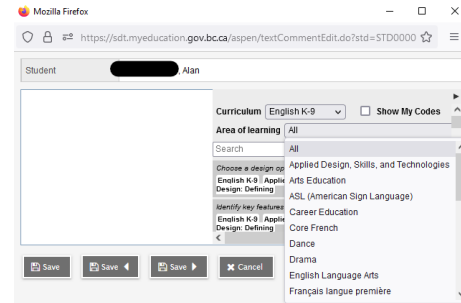 Mozilla Firefox
https://sdt.myeducation.gov.bc.ca/aspen/textCommentEdit.do?std=STD0000
Student
, Alan
Curriculum English K-9 Show My Codes
Area of learning All
Search
All
Applied Design, Skills, and Technologies
Arts Education
ASL (American Sign Language)
Career Education
Core French
Dance
Drama
English Language Arts
Français langue première
Choose a design op
English K-9 Applie
Design: Defining
Identify key features
English K-9 Applie
Design: Defining
Save Save Save Cancel